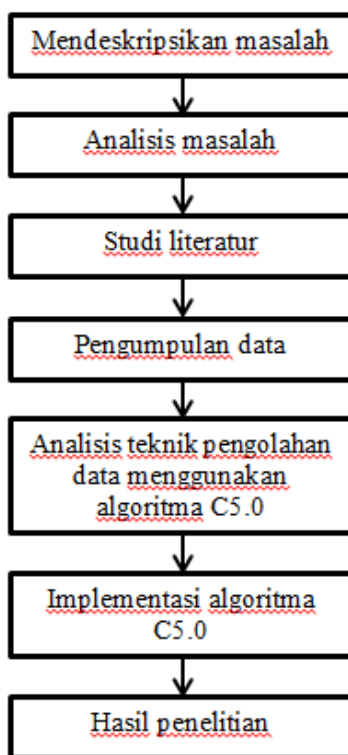 Mendeskripsikan masalah
Analisis masalah
Studi literatur
Pengumpulan data
Analisis teknik pengolahan
data menggunakan
algoritma C5.0
Implementasi algoritma
C5.0
Hasil penelitian